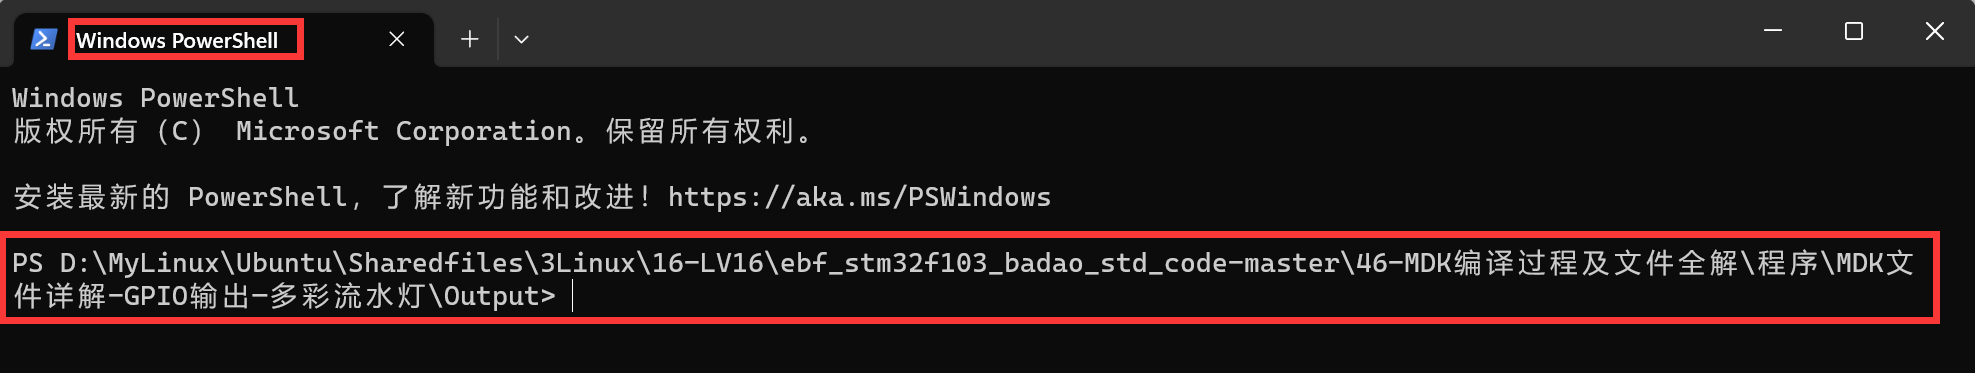 Windows PowerShell
Windows PowerShell
版权所有（C） Microsoft Corporation。保留所有权利。
安装最新的 PowerShell，了解新功能和改进！https://aka.ms/PSWindows
PS D:\MyLinux\Ubuntu\Sharedfiles\3Linux\16-LV16\ebf_stm32f103_badao_std_code-master\46-MDK编译过程及文件全解\程序\MDK文
件详解-GPIO输出-多彩流水灯\Output>